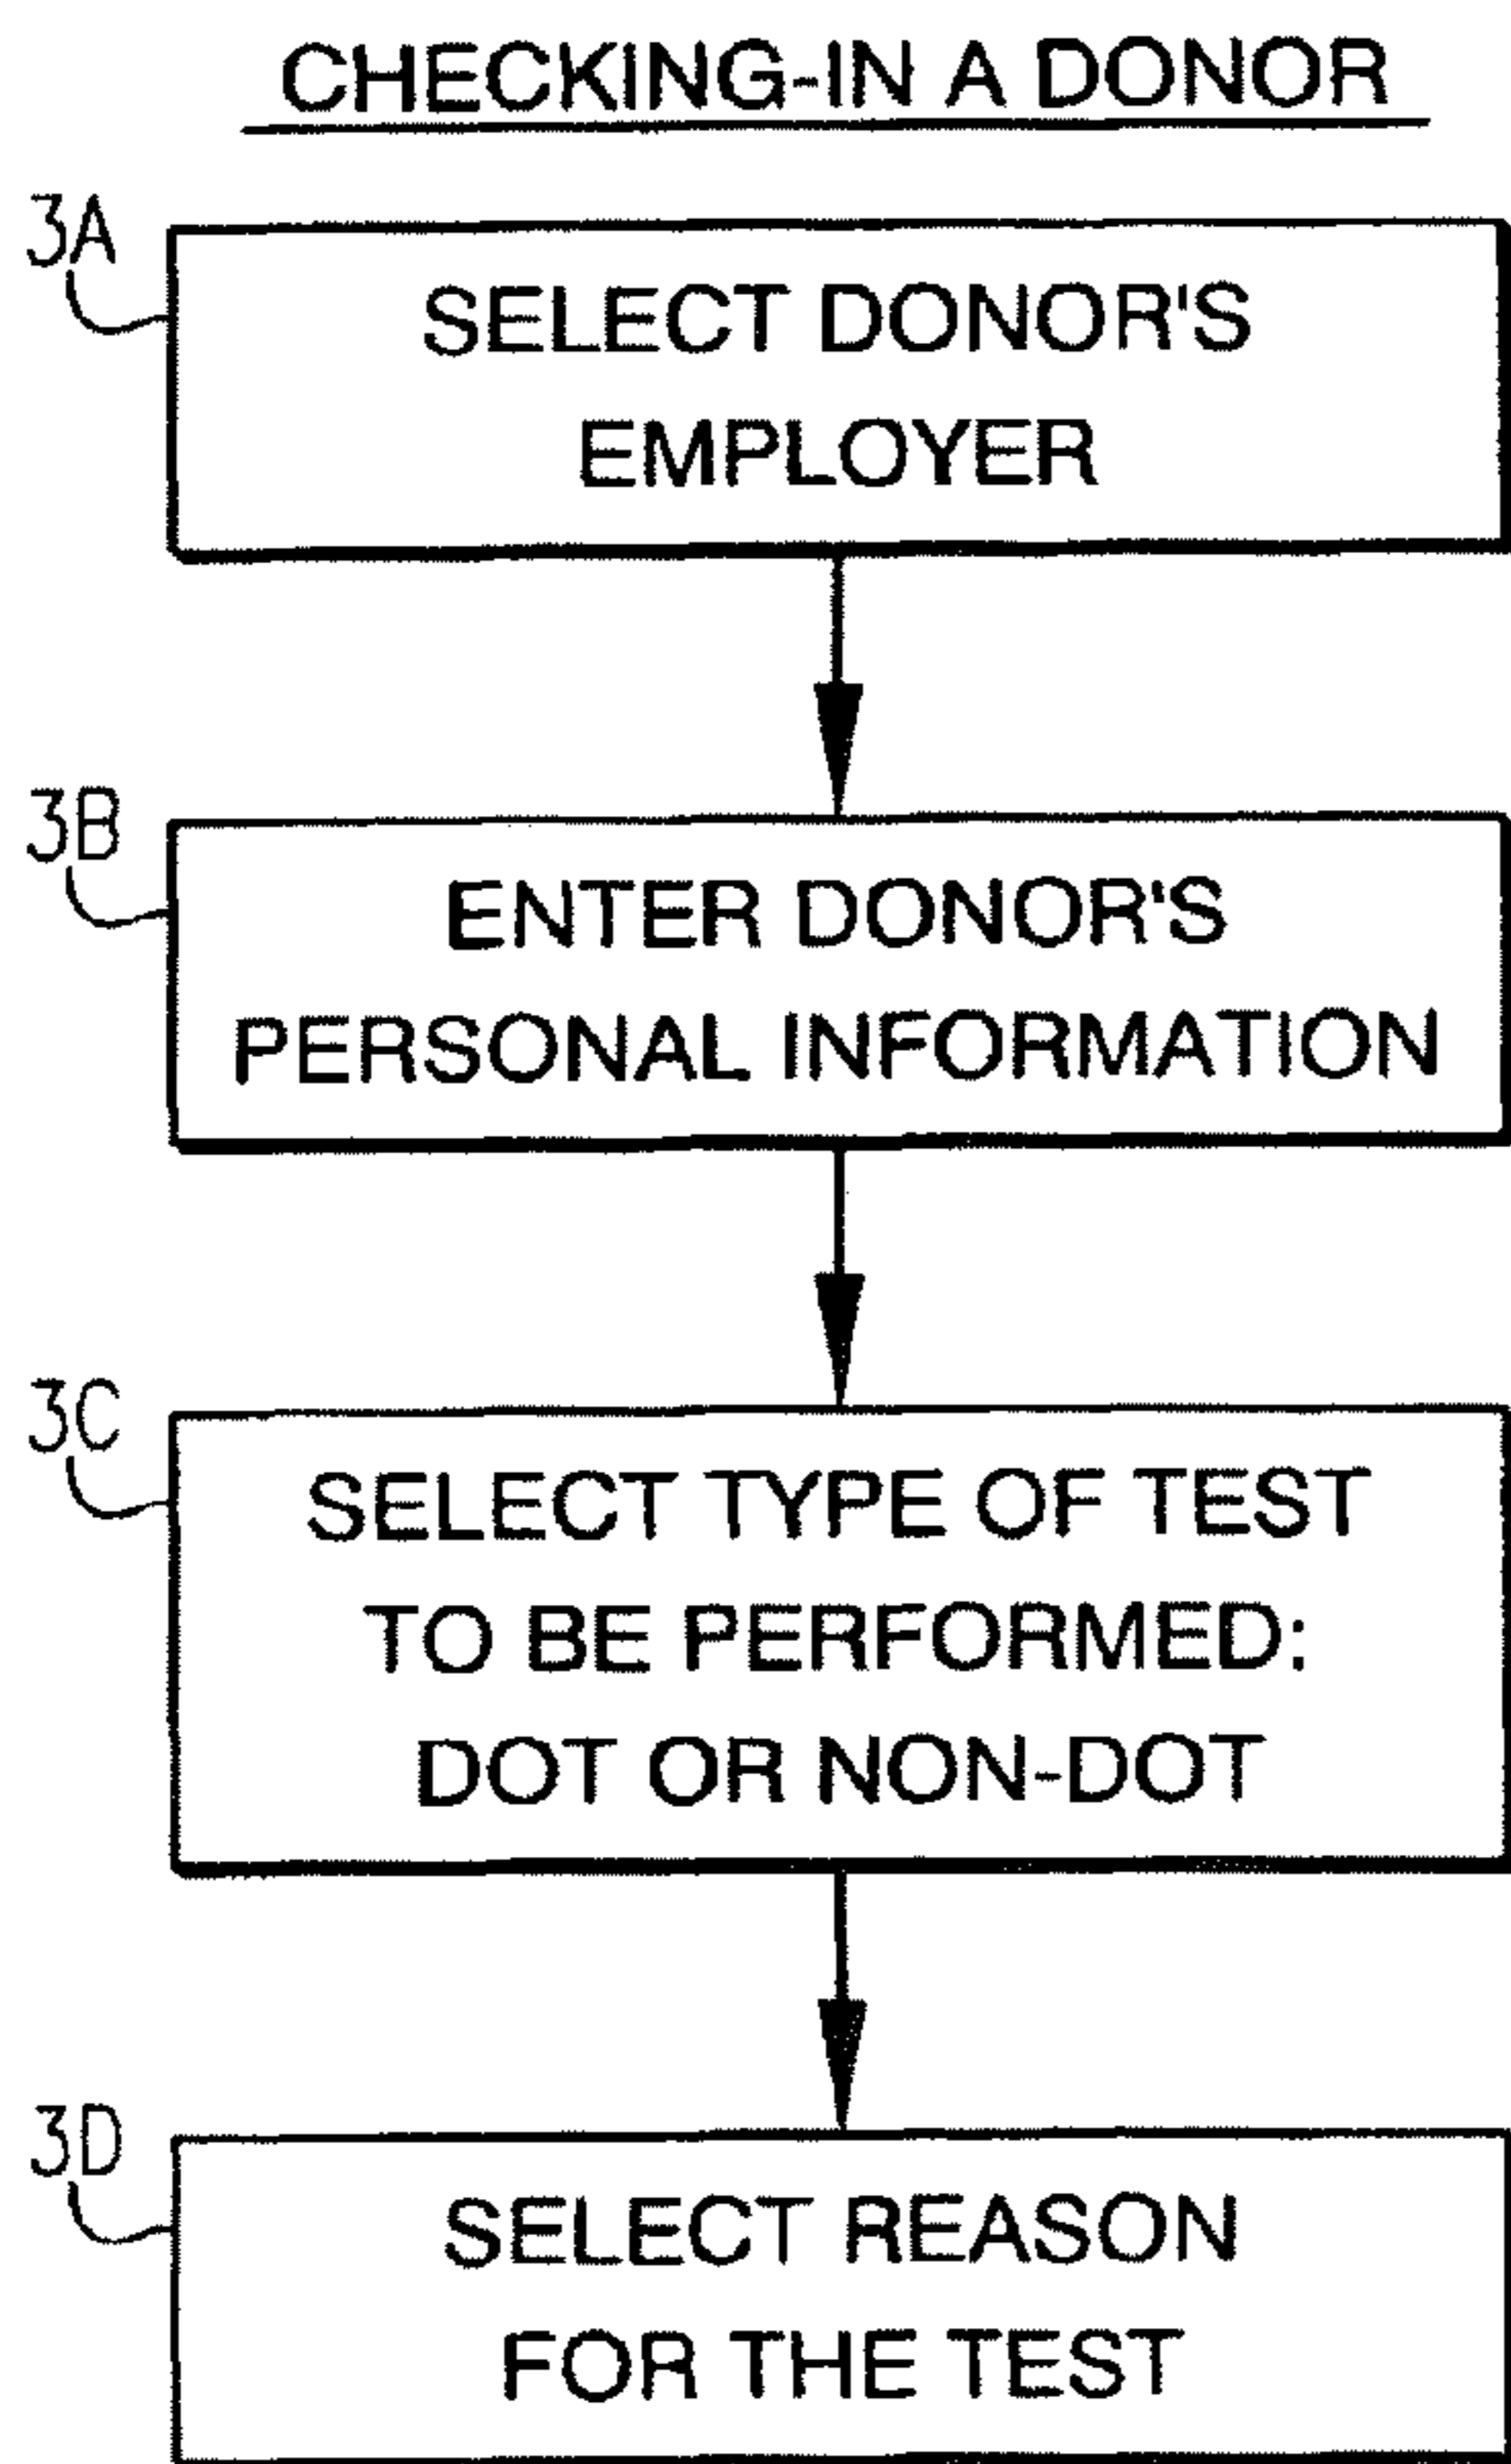 CHECKING-IN A DONOR
3A
SELECT DONOR'S
EMPLOYER
3B
ENTER DONOR'S
PERSONAL INFORMATION
3C
SELECT TYPE OF TEST
TO BE PERFORMED:
DOT OR NON-DOT
3D
SELECT REASON
FOR THE TEST